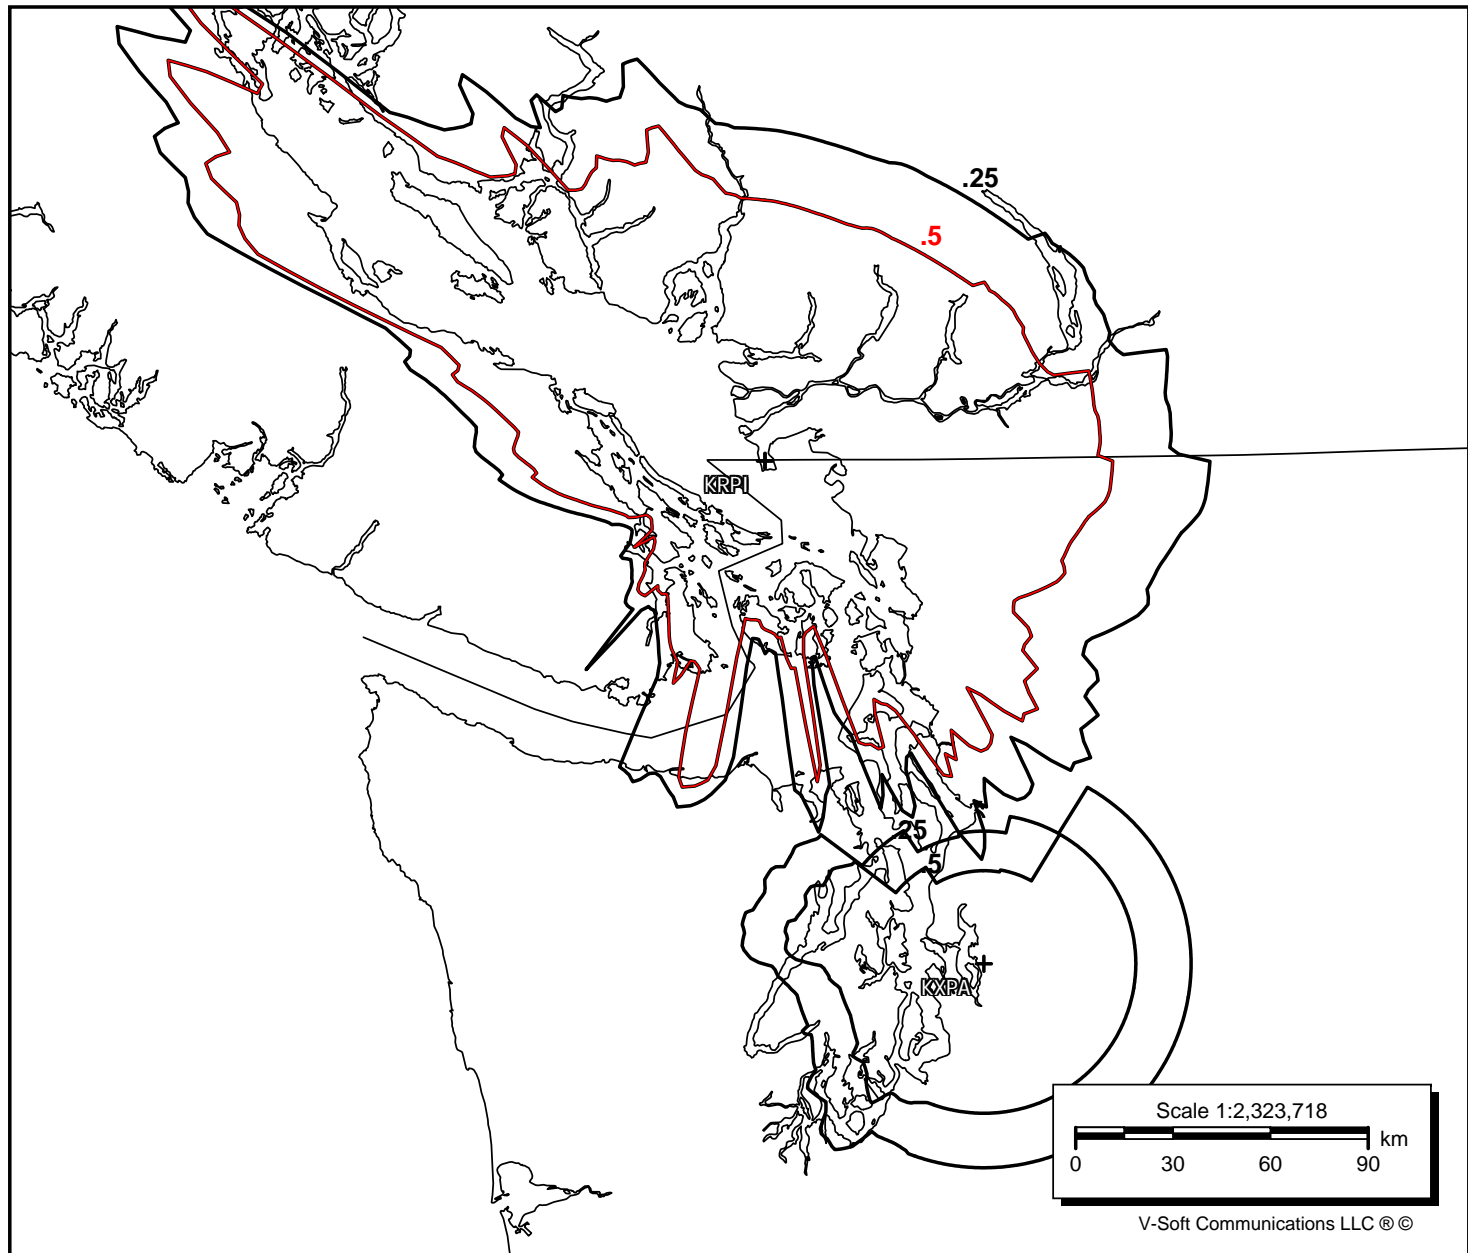 .25
.5
KRPI
.25
.5
KXPA
Scale 1:2,323,718
km
0 30 60 90
V-Soft Communications LLC ® ©